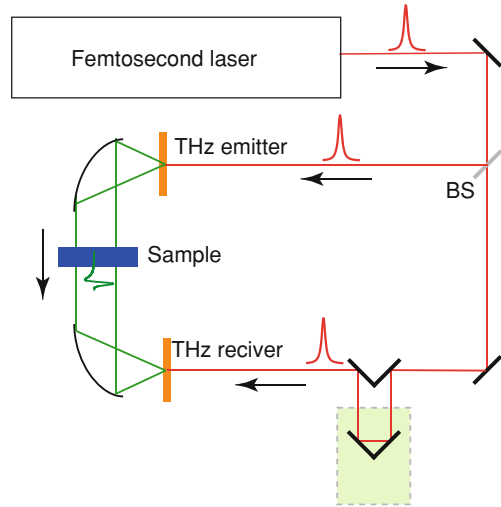 Femtosecond laser
THz emitter
BS
Sample
THz reciver